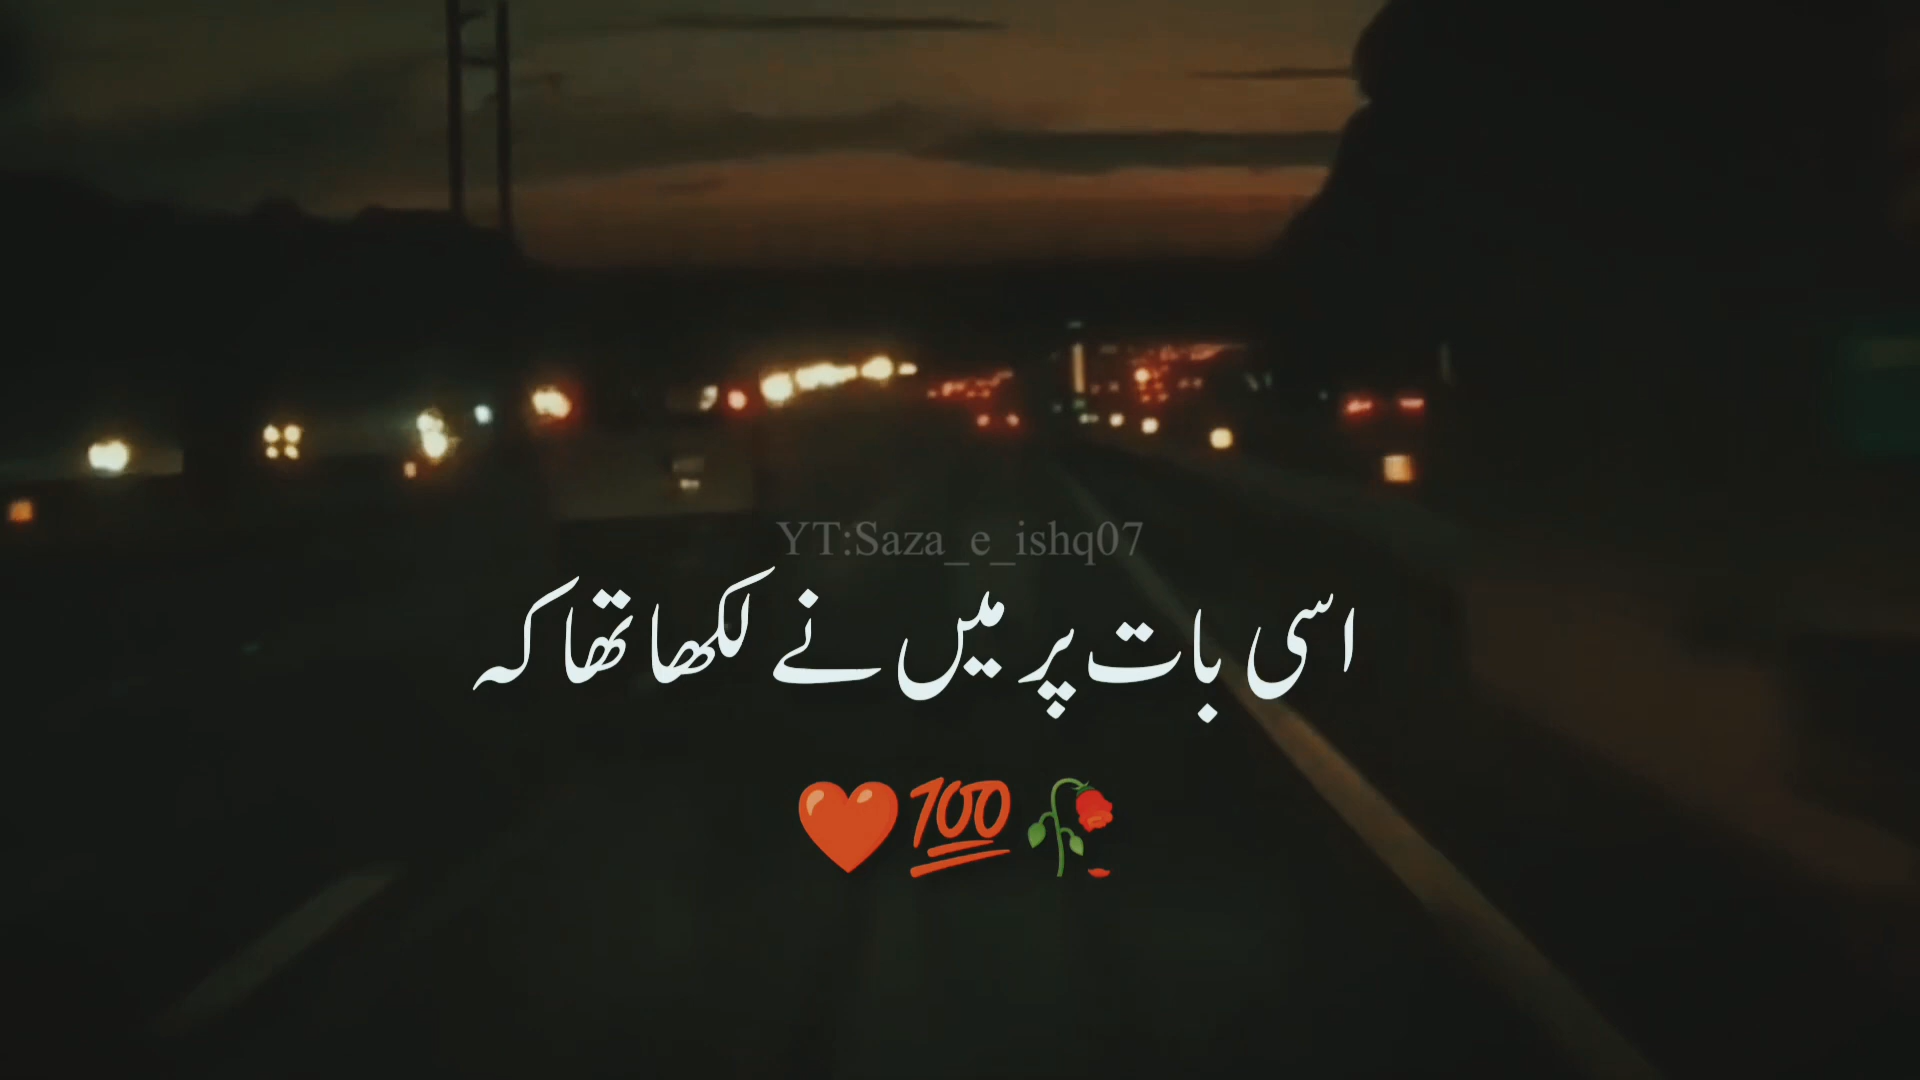 YT:Saza_e_ishq07
اسی بات پر میں نے لکھا تھا کہ
❤️💯🥀